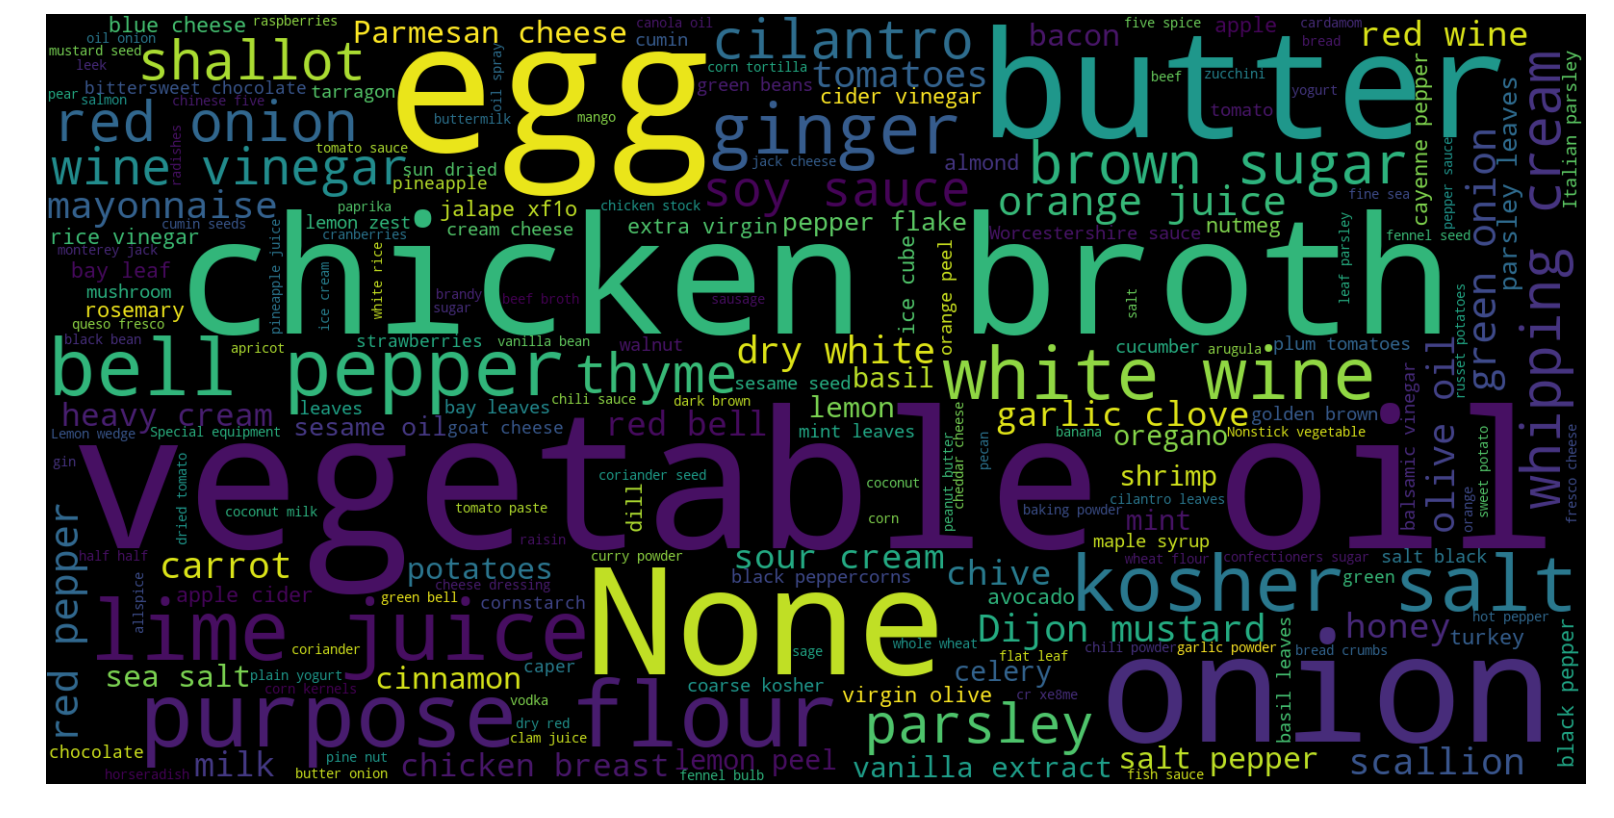 blue cheese
raspberries
Parmesan cheese
canola oil
five spice
apple
cardamom
red wine
oil onion
mustard seed
leek
shallot
egg
cumin
oil spray
cilantro
bacon
bread
butter
corn tortilla
tomatoes
green beans
beef
zucchini
bittersweet chocolate
tarragon
pear
salmon
chinese five
cider vinegar
yogurt
cayenne pepper
parsley leaves
whipping cream
Italian parsley
red onion
radishes
buttermilk
mango
ginger
tomato
tomato sauce
jack cheese
almond
brown sugar
pepper sauce
green onion
wine vinegar
sun dried
pineapple
soy sauce
orange juice
fine sea
mayonnaise
cumin seeds
paprika
lemon zest
jalape xf1o
cream cheese
chicken stock
extra virgin
pepper flake
Worcestershire sauce
nutmeg
leaf parsley
fennel seed
rice vinegar
cranberries
monterey jack
bay leaf
pineapple juice
ice cream
white rice
chicken broth
ice cube
orange peel
mushroom
brandy
beef broth
sausage
salt
russet potatoes
rosemary
sugar
queso fresco
black bean
apricot
strawberries
vanilla bean
walnut
dry white
cucumber
arugula
plum tomatoes
bell pepper
thyme
sesame seed
basil
white wine
olive oil
balsamic vinegar
leaves
bay leaves
chili sauce
dark brown
lemon
heavy cream
garlic clove
golden brown
Lemon wedge
Special equipment
sesame oil
goat cheese
red bell
mint leaves
peanut butter
cheddar cheese
pecan
banana
oregano
Nonstick vegetable
gin
vegetable oil
dried tomato
coriander seed
coconut
shrimp
orange
sweet potato
fresco cheese
dill
cilantro leaves
coconut milk
tomato paste
corn
baking powder
mint
red pepper
raisin
maple syrup
half half
carrot
potatoes
curry powder
sour cream
wheat flour
confectioners sugar
salt black
allspice
apple cider
cheese dressing
green bell
cornstarch
None
black peppercorns
chive
avocado
kosher salt
green
lime juice
Dijon mustard
honey
hot pepper
turkey
coriander
sage
whole wheat
flat leaf
chili powder
garlic powder
basil leaves
bread crumbs
black pepper
sea salt
plain yogurt
corn kernels
cinnamon
caper
coarse kosher
celery
onion
purpose flour
vodka
virgin olive
cr xe8me
dry red
clam juice
parsley
chocolate
horseradish
milk
pine nut
butter onion
chicken breast
lemon peel
fennel bulb
vanilla extract
salt pepper
fish sauce
scallion